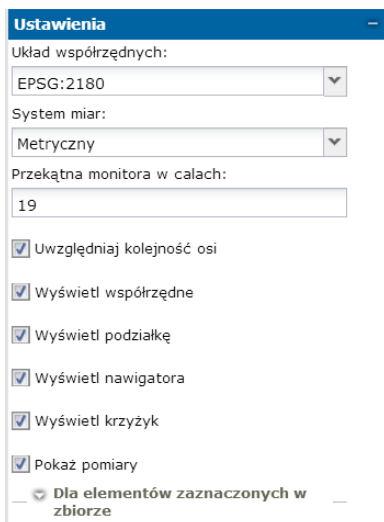 Ustawienia
Układ współrzędnych:
EPSG:2180
System miar:
Metryczny
Przekątna monitora w calach:
19
Uwzględniaj kolejność osi
Wyświetl współrzędne
Wyświetl podziałkę
Wyświetl nawigatora
Wyświetl krzyżyk
Pokaż pomiary
Dla elementów zaznaczonych w
zbiorze